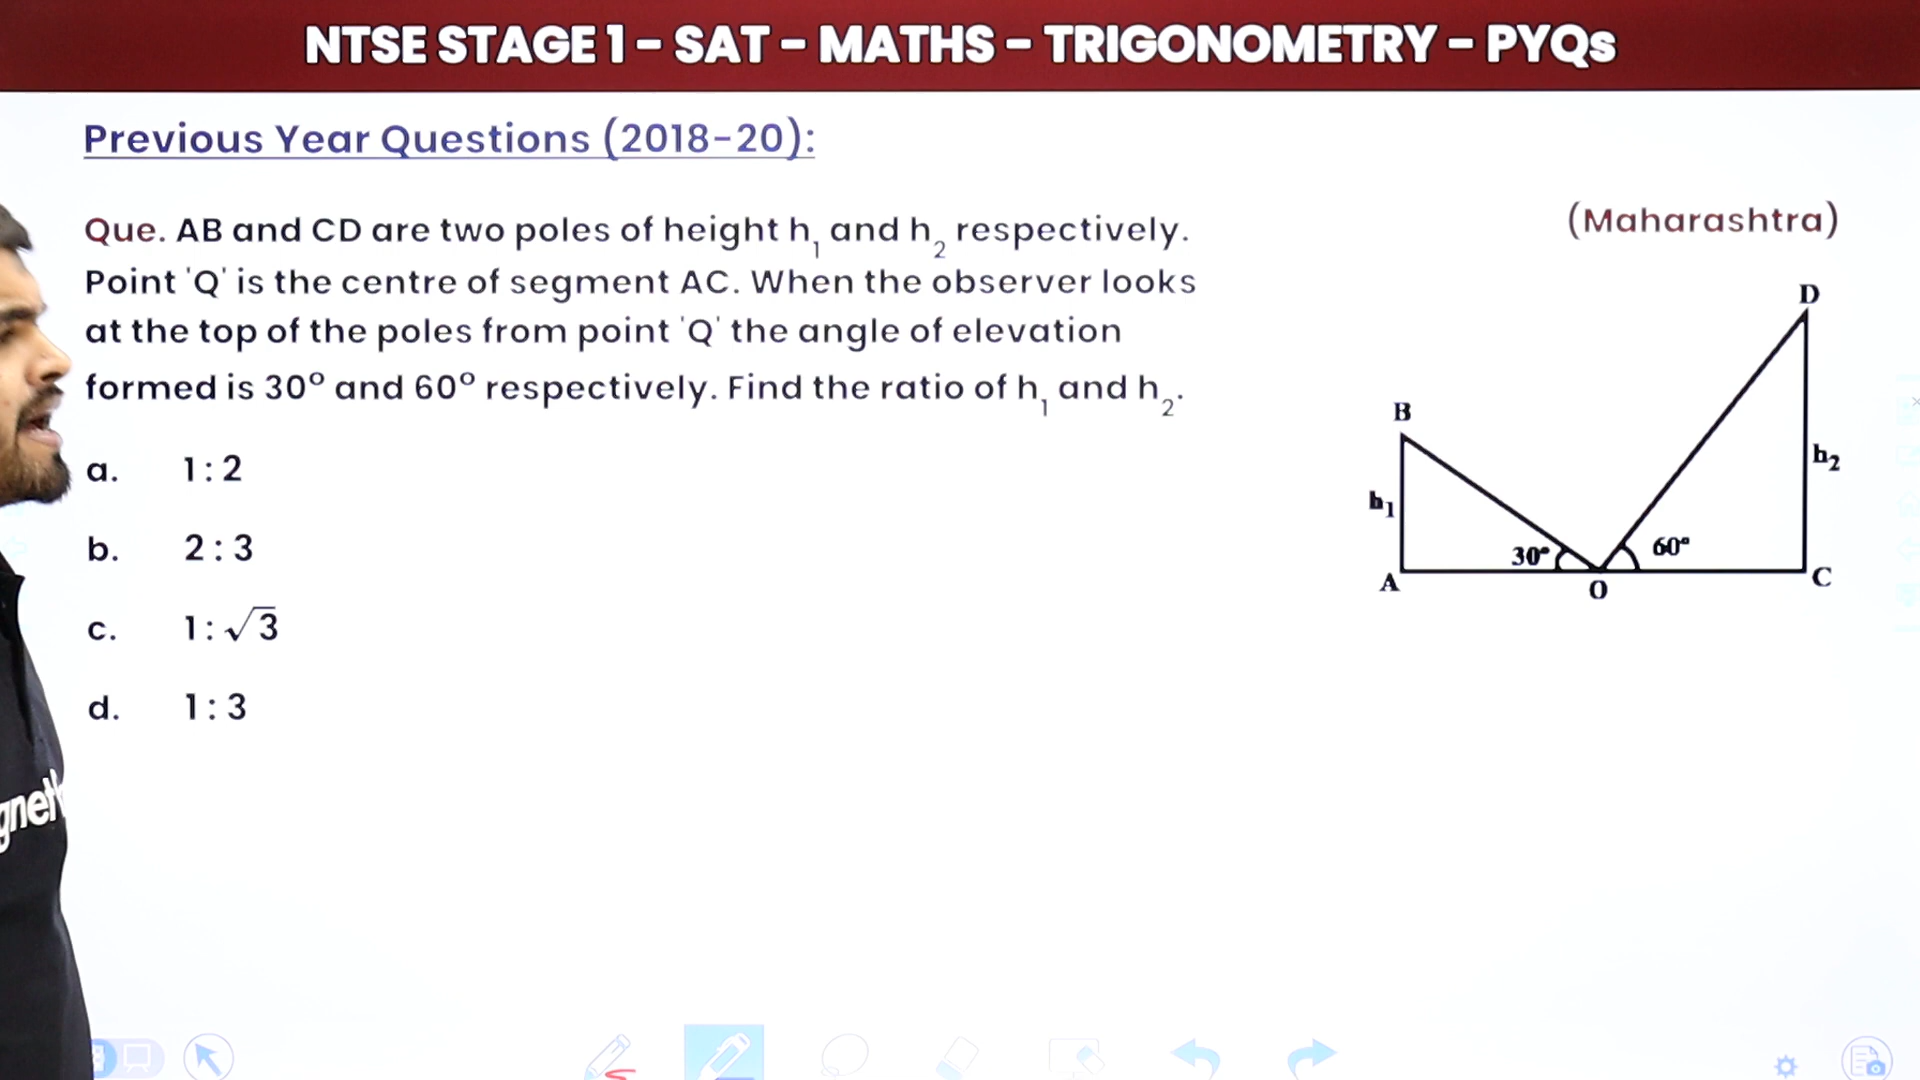 NTSE STAGE 1 – SAT – MATHS – TRIGONOMETRY – PYQs
Previous Year Questions (2018-20):
(Maharashtra)
Que. AB and CD are two poles of height h₁ and h₂ respectively.
Point 'Q' is the centre of segment AC. When the observer looks
at the top of the poles from point 'Q' the angle of elevation
formed is 30° and 60° respectively. Find the ratio of h₁ and h₂.
a. 1 : 2
b. 2 : 3
c. 1 : √3
d. 1 : 3
D
B
h₂
h₁
30°
60°
A
O
C